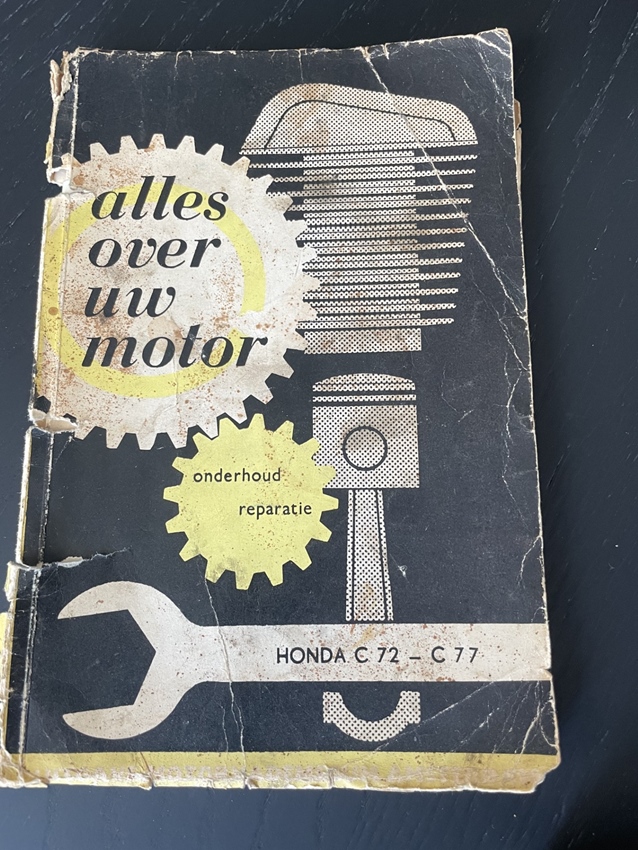 alles
over
uw
motor
onderhoud
reparatie
HONDA C 72 – C 77